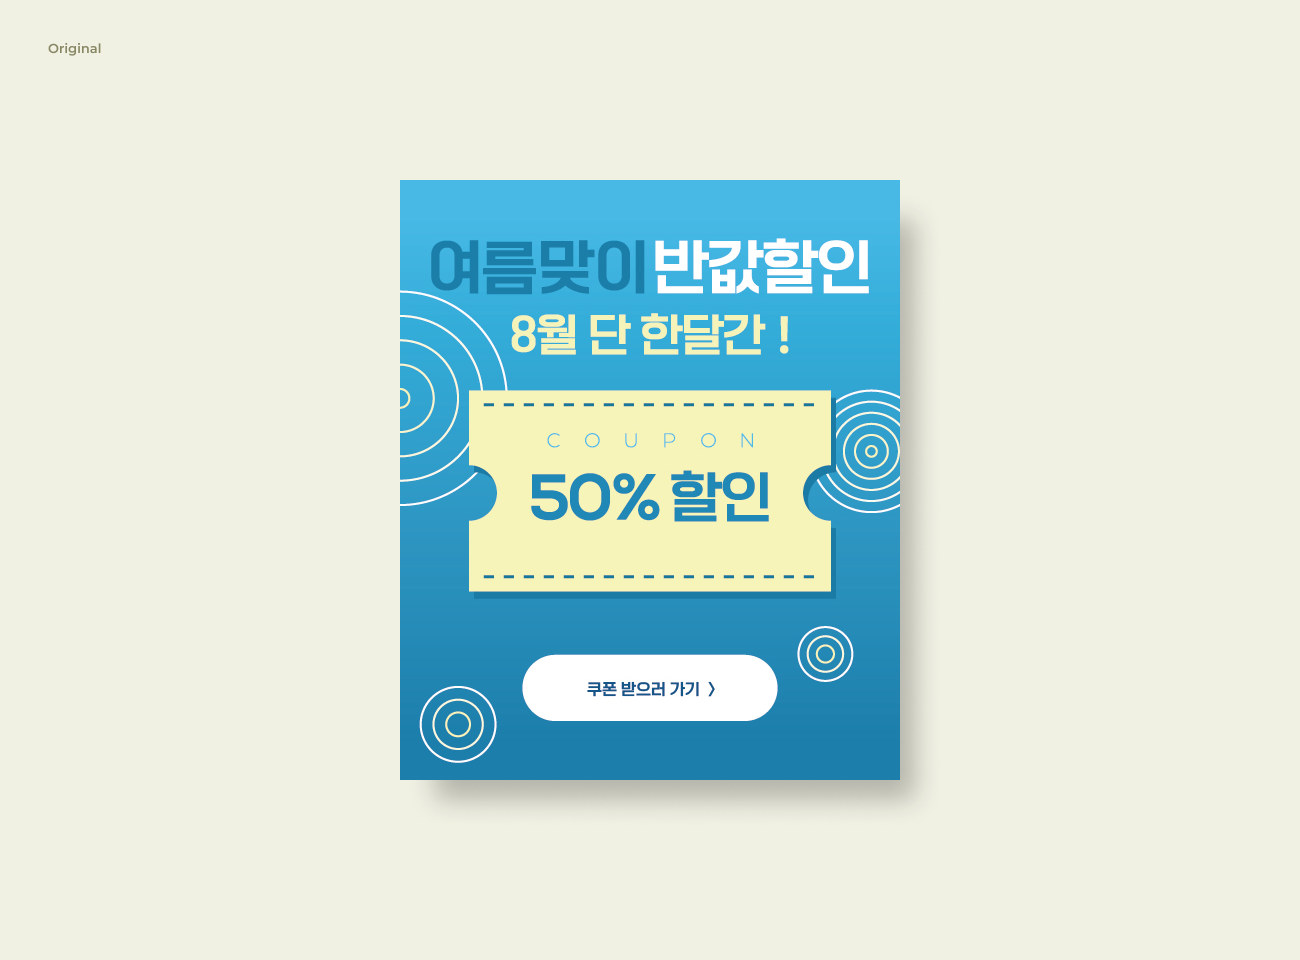 Original
여름맞이 반값할인
8월 단 한달간 !
COUPON
50% 할인
쿠폰 받으러 가기 〉